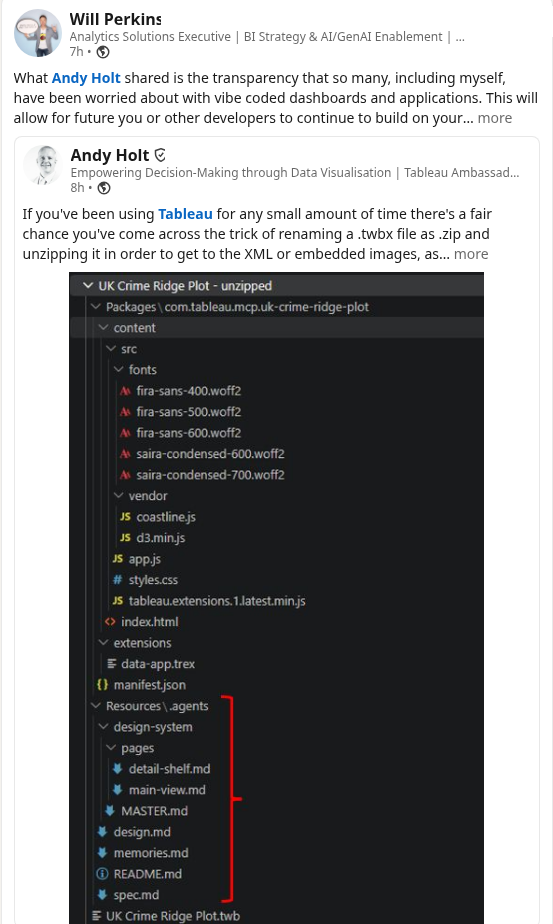 Will Perkins
Analytics Solutions Executive | BI Strategy & AI/GenAI Enablement | ...
7h •
What Andy Holt shared is the transparency that so many, including myself,
have been worried about with vibe coded dashboards and applications. This will
allow for future you or other developers to continue to build on your... more
Andy Holt
Empowering Decision-Making through Data Visualisation | Tableau Ambassad...
8h •
If you've been using Tableau for any small amount of time there's a fair
chance you've come across the trick of renaming a .twbx file as .zip and
unzipping it in order to get to the XML or embedded images, as... more
UK Crime Ridge Plot - unzipped
Packages\com.tableau.mcp.uk-crime-ridge-plot
content
src
fonts
fira-sans-400.woff2
fira-sans-500.woff2
fira-sans-600.woff2
saira-condensed-600.woff2
saira-condensed-700.woff2
vendor
JS coastline.js
JS d3.min.js
JS app.js
# styles.css
JS tableau.extensions.1.latest.min.js
<> index.html
extensions
data-app.trex
{} manifest.json
Resources\.agents
design-system
pages
detail-shelf.md
main-view.md
MASTER.md
design.md
memories.md
README.md
spec.md
UK Crime Ridge Plot.twb